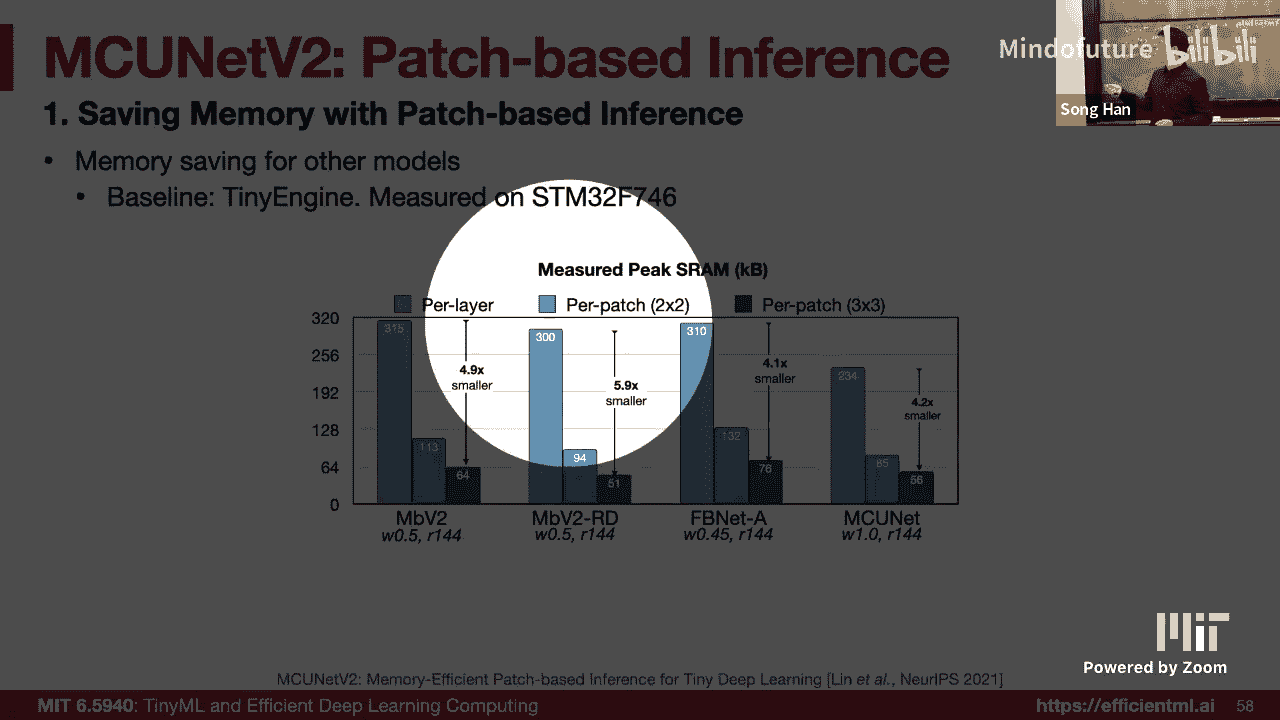 MCUNetV2: Patch-based Inference
Mindofuture bilibili
Song Han
1. Saving Memory with Patch-based Inference
• Memory saving for other models
• Baseline: TinyEngine. Measured on STM32F746
Measured Peak SRAM (kB)
Per-layer Per-patch (2x2) Per-patch (3x3)
320
256
192
128
64
0
315 113 64
4.9x
smaller
300 94 51
5.9x
smaller
310 132 76
4.1x
smaller
234 85 56
4.2x
smaller
MbV2 MbV2-RD FBNet-A MCUNet
w0.5, r144 w0.5, r144 w0.45, r144 w1.0, r144
MIT
Powered by Zoom
MCUNetV2: Memory-Efficient Patch-based Inference for Tiny Deep Learning [Lin et al., NeurIPS 2021]
MIT 6.5940: TinyML and Efficient Deep Learning Computing https://efficientml.ai 58